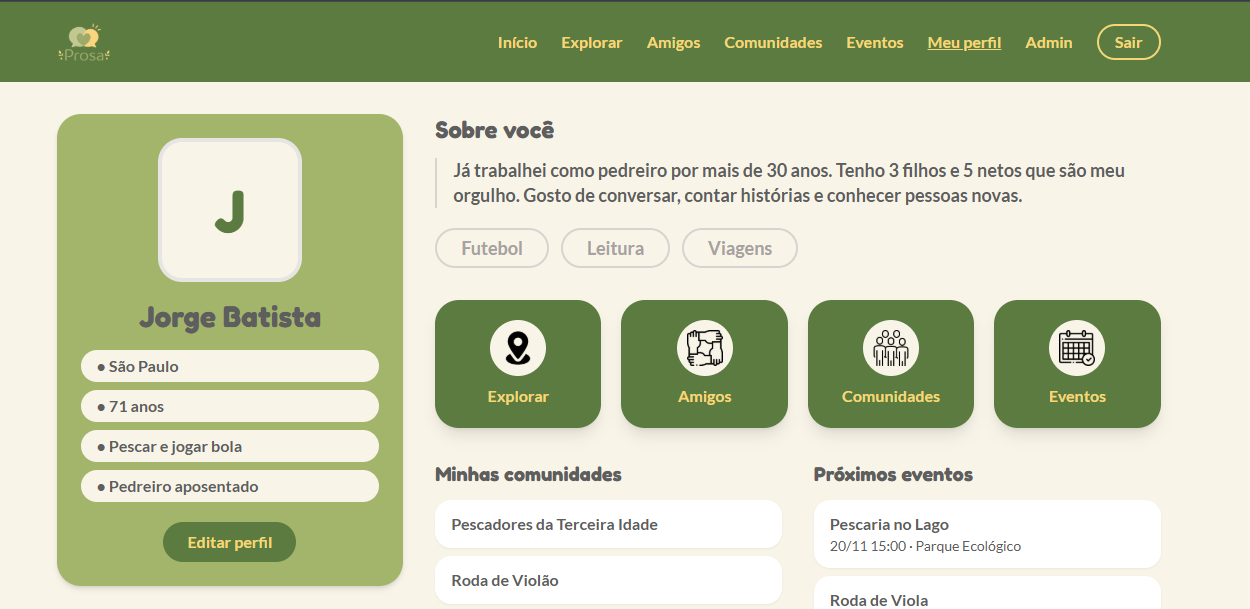 Prosa
Início Explorar Amigos Comunidades Eventos Meu perfil Admin Sair
J
Jorge Batista
● São Paulo
● 71 anos
● Pescar e jogar bola
● Pedreiro aposentado
Editar perfil
Sobre você
Já trabalhei como pedreiro por mais de 30 anos. Tenho 3 filhos e 5 netos que são meu
orgulho. Gosto de conversar, contar histórias e conhecer pessoas novas.
Futebol Leitura Viagens
Explorar Amigos Comunidades Eventos
Minhas comunidades
Pescadores da Terceira Idade
Roda de Violão
Próximos eventos
Pescaria no Lago
20/11 15:00 · Parque Ecológico
Roda de Viola